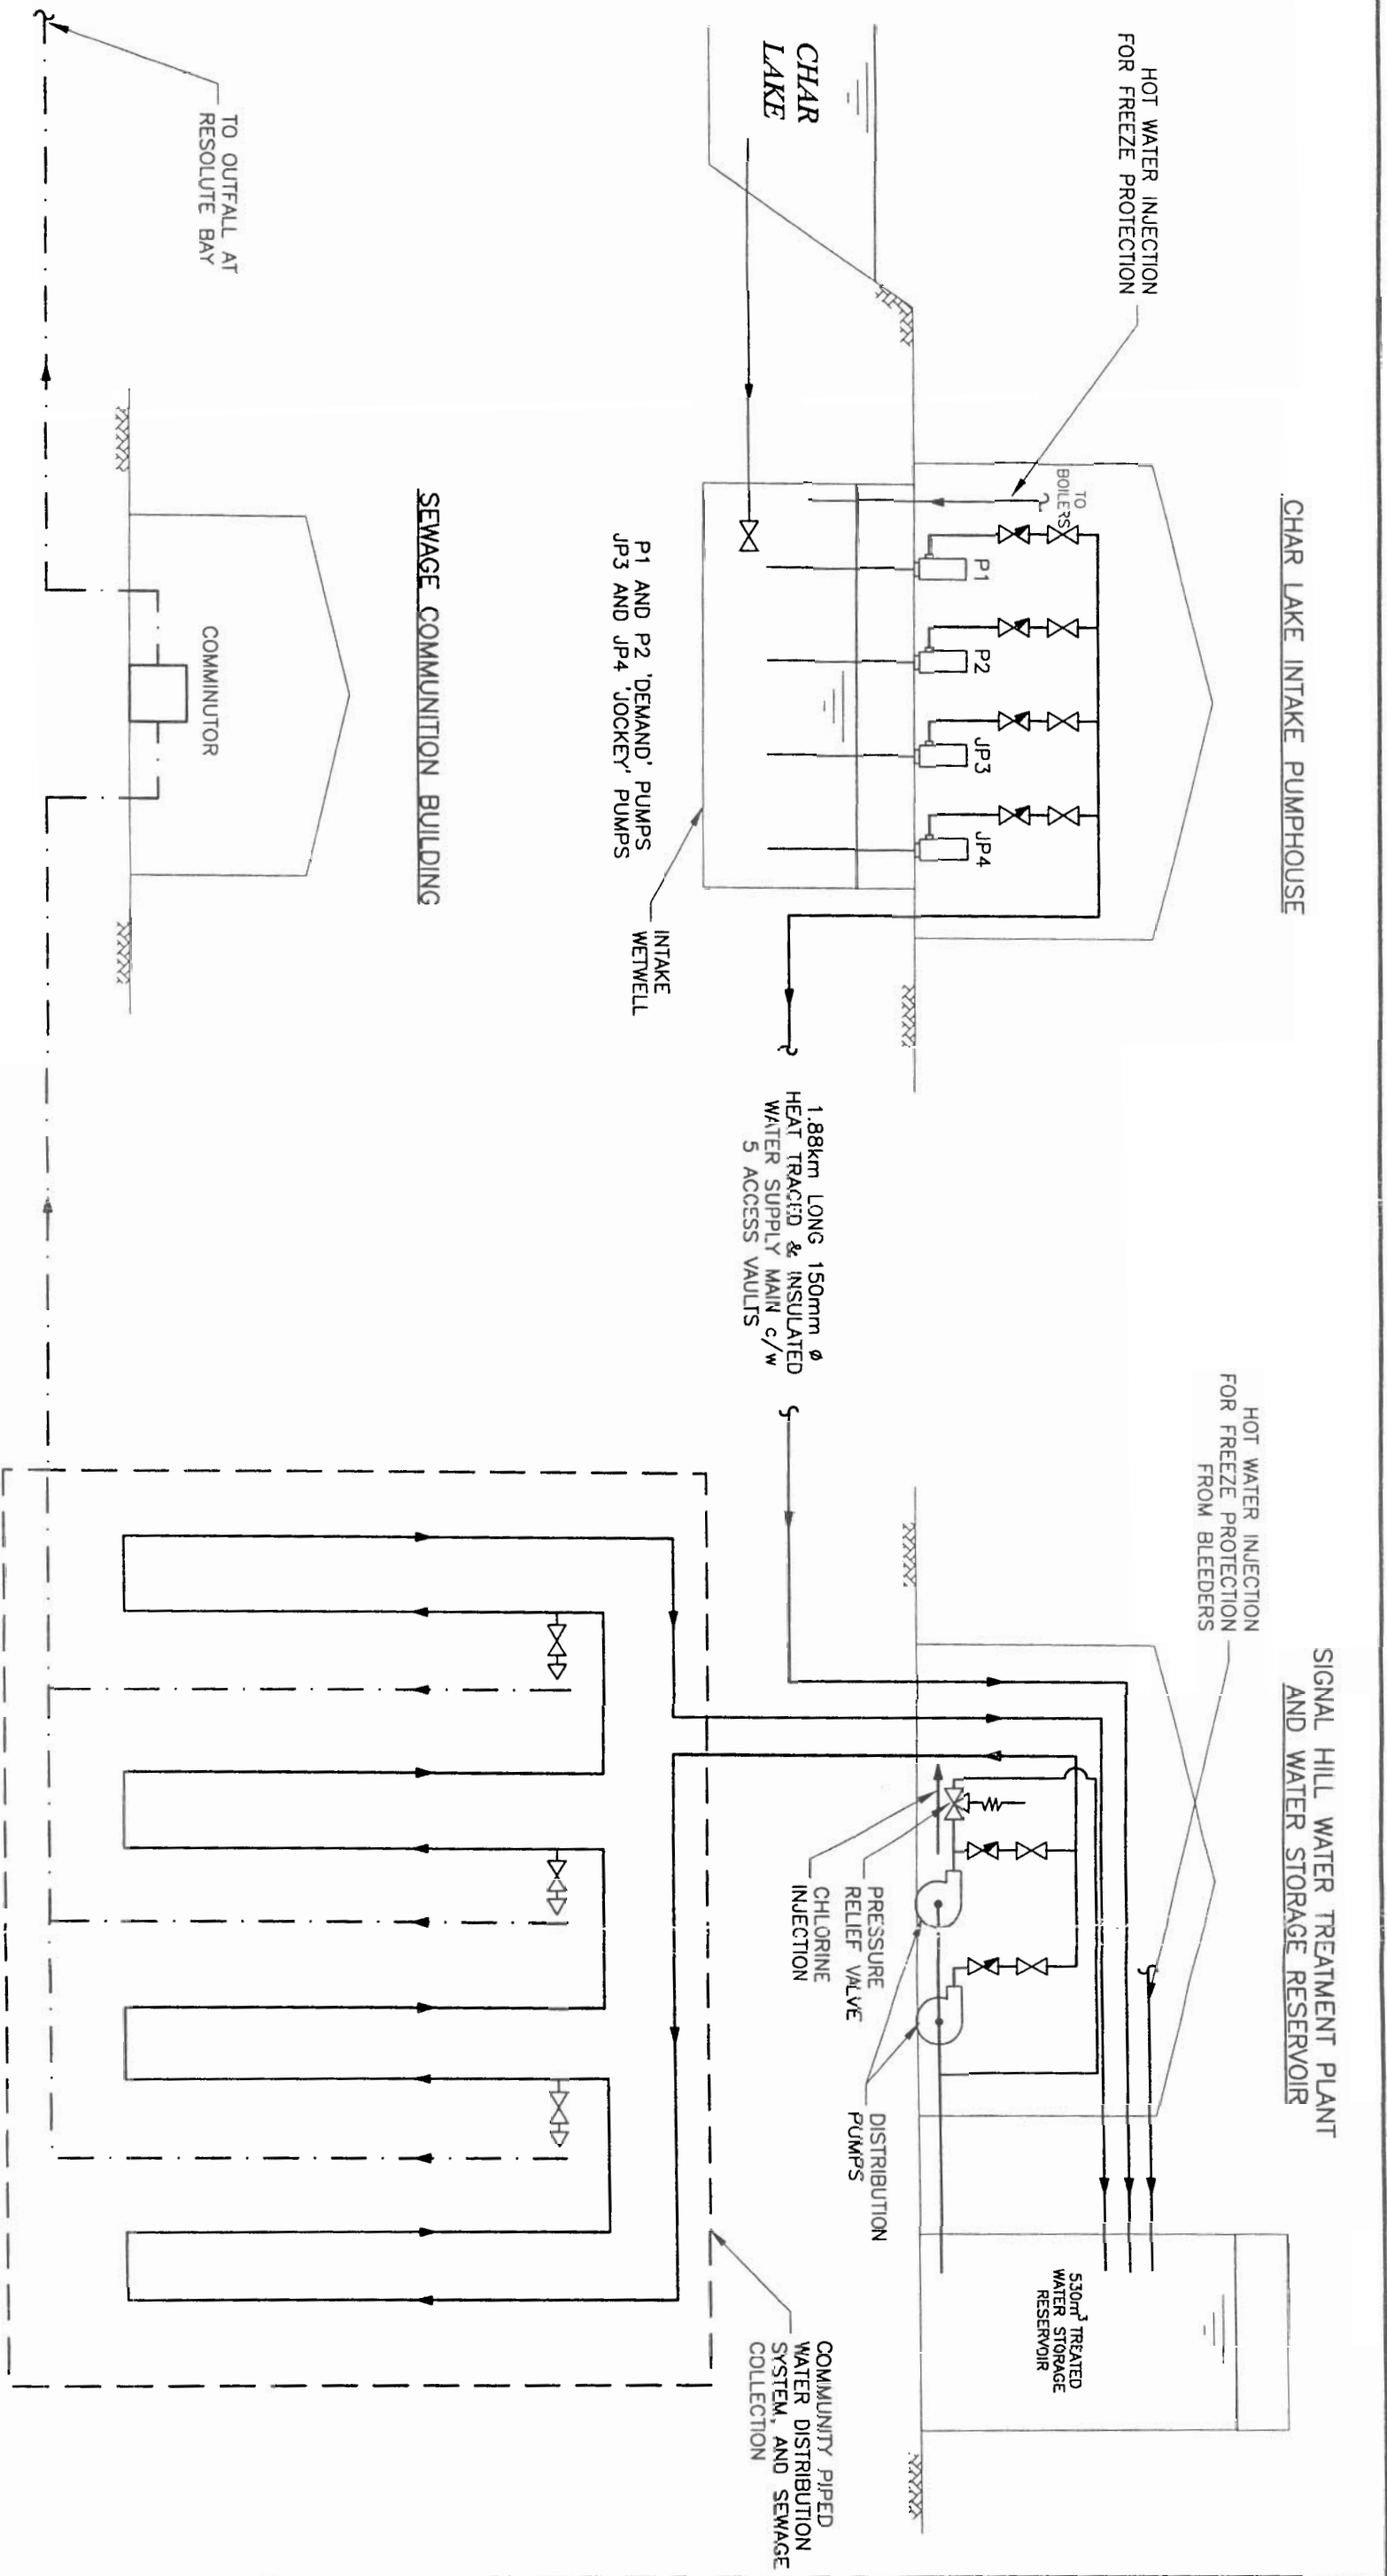 CHAR LAKE INTAKE PUMPHOUSE
HOT WATER INJECTION
FOR FREEZE PROTECTION
TO
BOILERS
P1
P2
JP3
JP4
CHAR
LAKE
P1 AND P2 'DEMAND' PUMPS
JP3 AND JP4 'JOCKEY' PUMPS
INTAKE
WETWELL
1.88km LONG 150mm ø
HEAT TRACED & INSULATED
WATER SUPPLY MAIN c/w
5 ACCESS VAULTS
SIGNAL HILL WATER TREATMENT PLANT
AND WATER STORAGE RESERVOIR
HOT WATER INJECTION
FOR FREEZE PROTECTION
FROM BLEEDERS
530m³ TREATED
WATER STORAGE
RESERVOIR
PRESSURE
RELIEF VALVE
CHLORINE
INJECTION
DISTRIBUTION
PUMPS
COMMUNITY PIPED
WATER DISTRIBUTION
SYSTEM, AND SEWAGE
COLLECTION
SEWAGE COMMUNITION BUILDING
COMMINUTOR
TO OUTFALL AT
RESOLUTE BAY